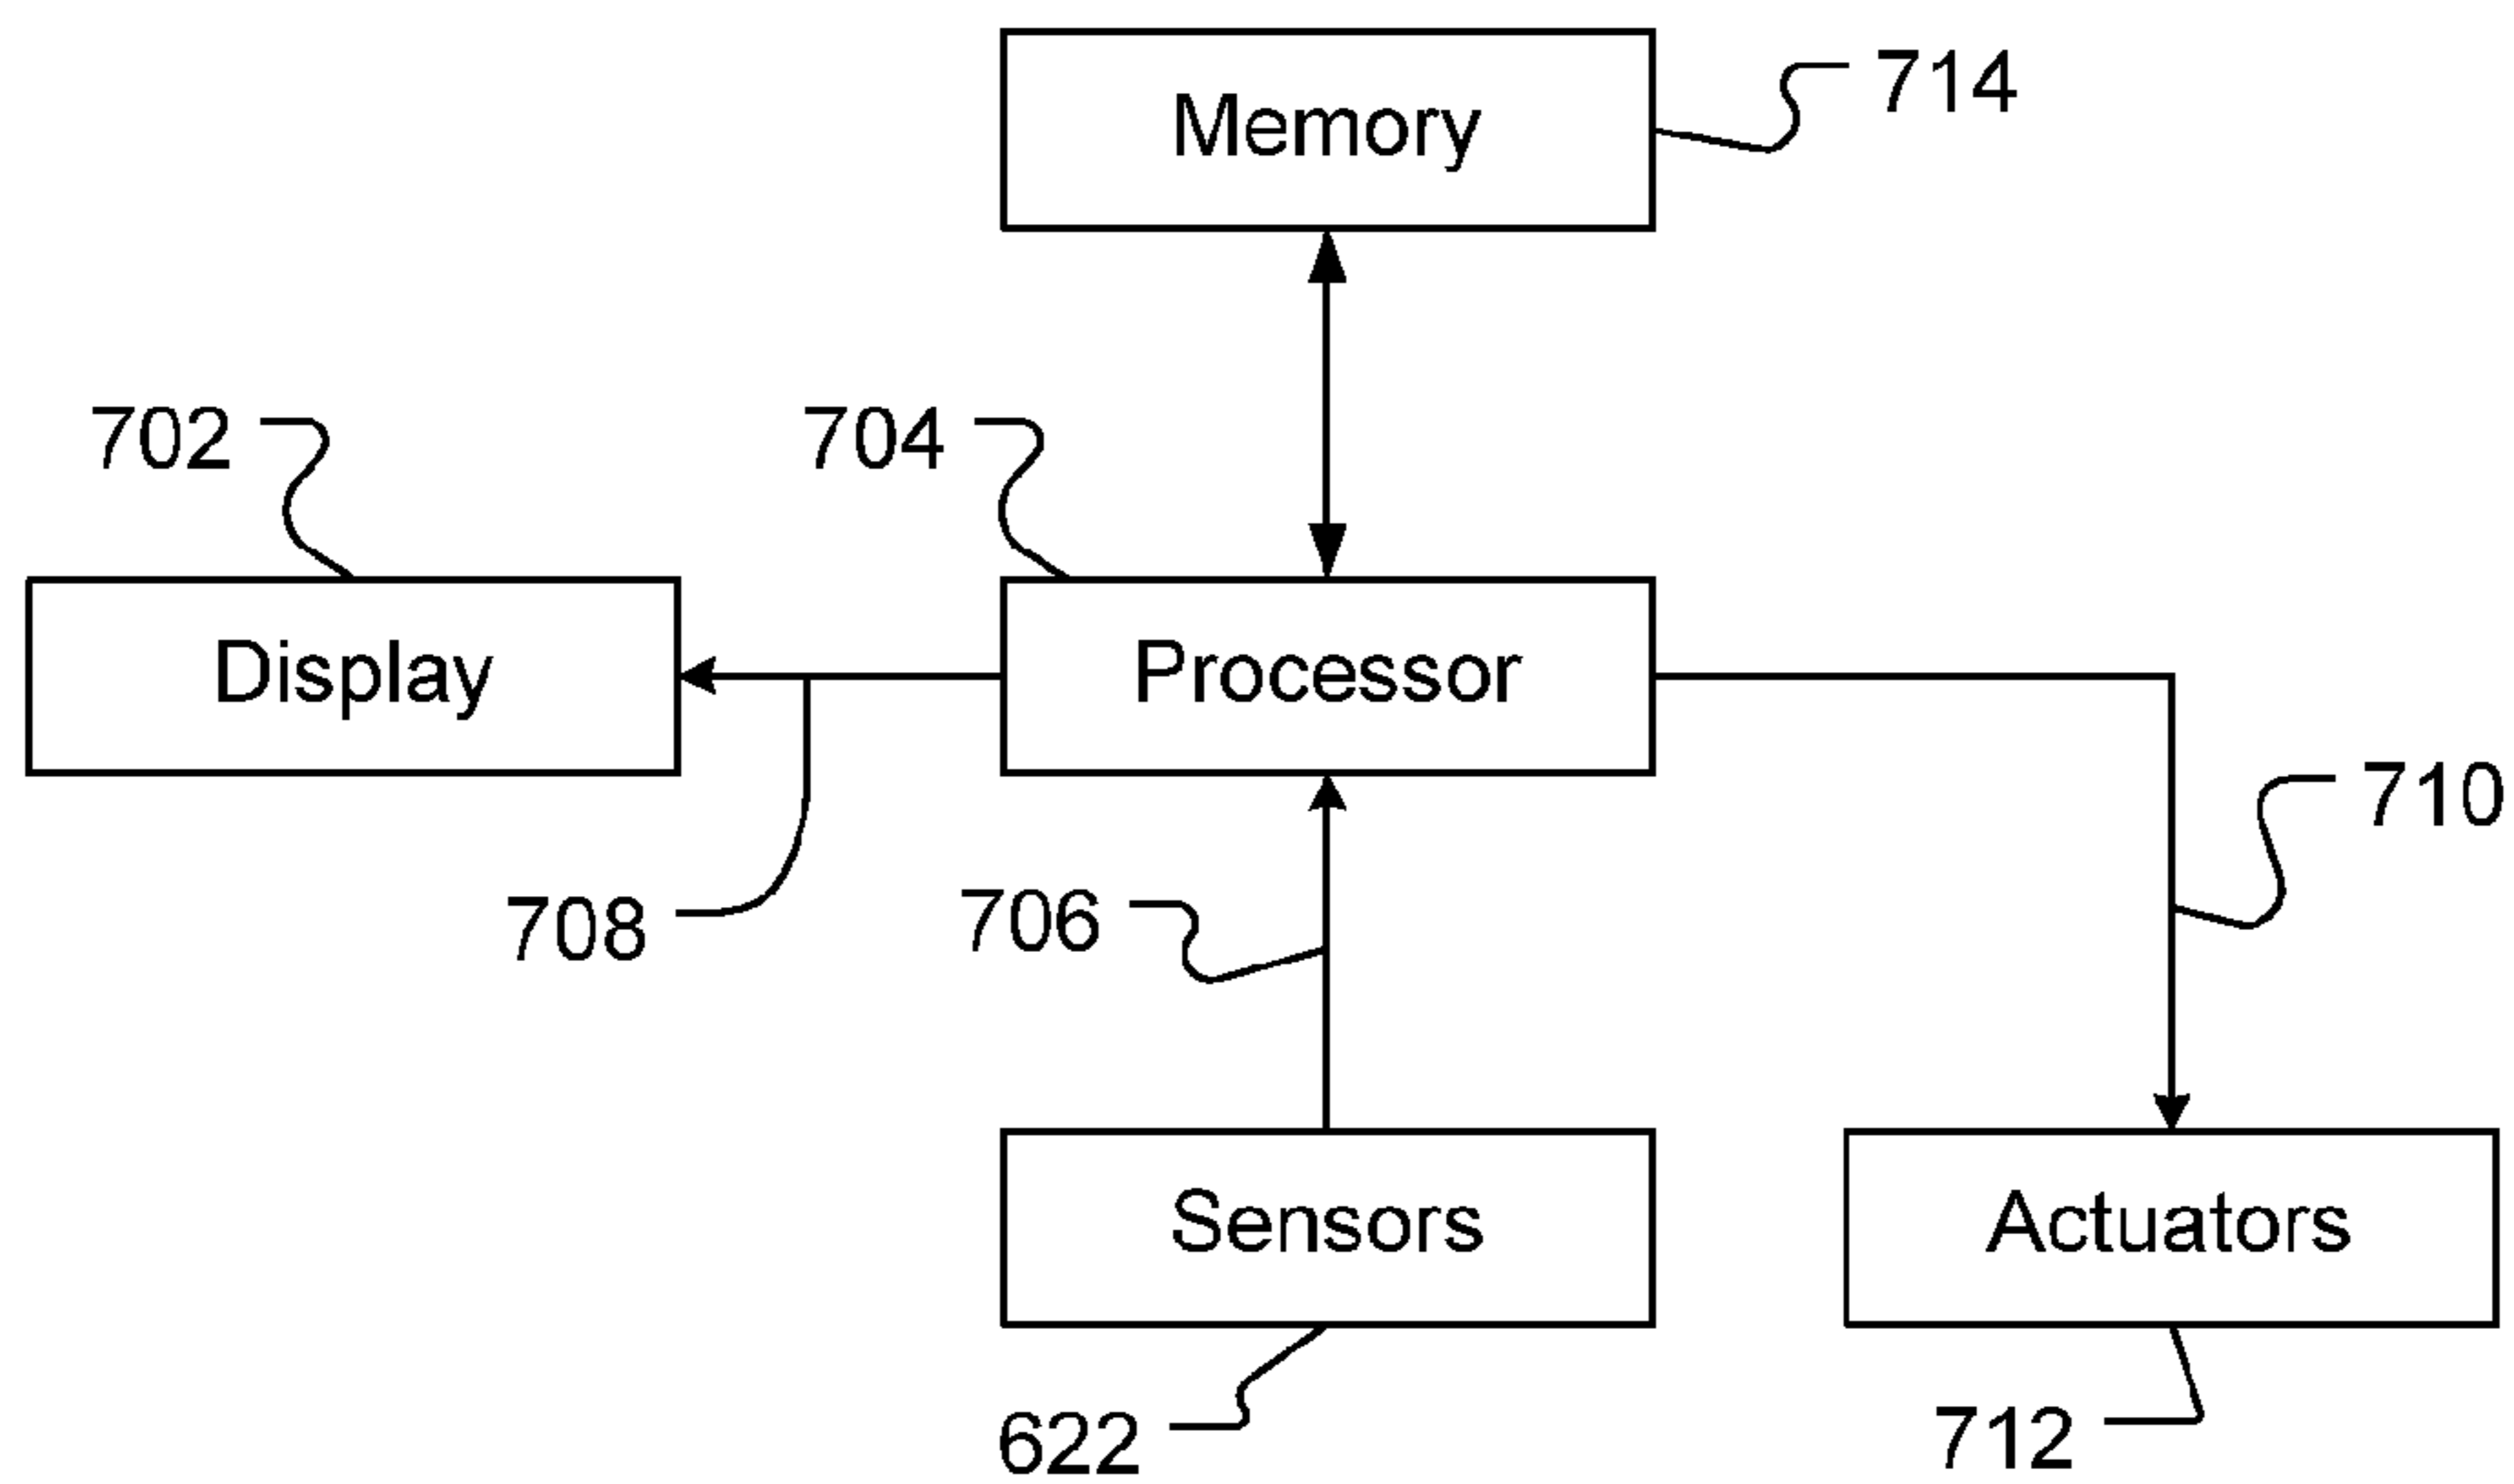 714
Memory
702
704
Display
Processor
710
708
706
Sensors
Actuators
622
712